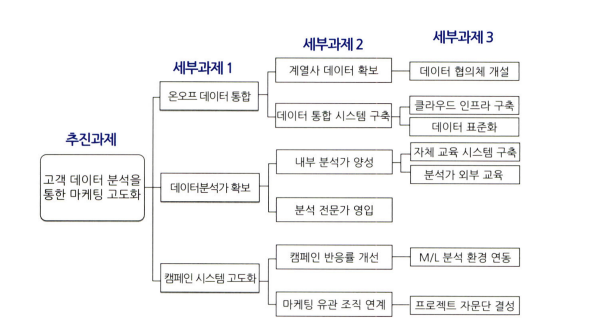 추진과제
세부과제 1
세부과제 2
세부과제 3
고객 데이터 분석을
통한 마케팅 고도화
온오프 데이터 통합
계열사 데이터 확보
데이터 협의체 개설
데이터 통합 시스템 구축
클라우드 인프라 구축
데이터 표준화
데이터분석가 확보
내부 분석가 양성
자체 교육 시스템 구축
분석가 외부 교육
분석 전문가 영입
캠페인 시스템 고도화
캠페인 반응률 개선
M/L 분석 환경 연동
마케팅 유관 조직 연계
프로젝트 자문단 결성